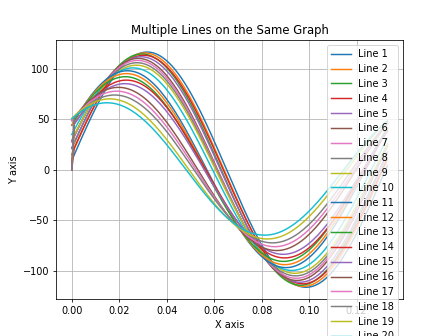 Multiple Lines on the Same Graph
Y axis
100
50
0
−50
−100
0.00
0.02
0.04
0.06
0.08
0.10
X axis
Line 1
Line 2
Line 3
Line 4
Line 5
Line 6
Line 7
Line 8
Line 9
Line 10
Line 11
Line 12
Line 13
Line 14
Line 15
Line 16
Line 17
Line 18
Line 19
Line 20